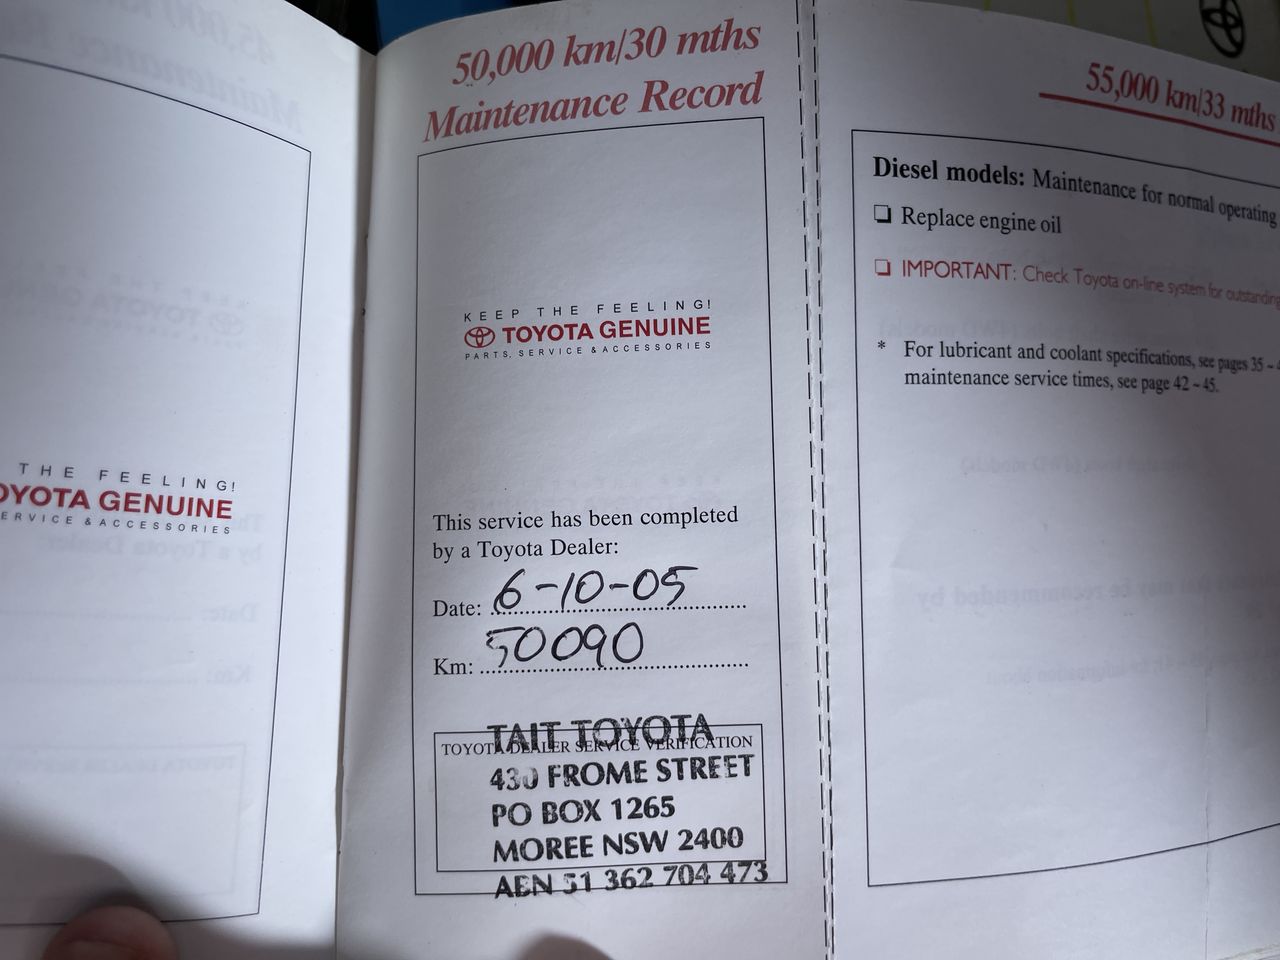 THE FEELING!
OYOTA GENUINE
ERVICE & ACCESSORIES
50,000 km/30 mths
Maintenance Record
KEEP THE FEELING!
TOYOTA GENUINE
PARTS, SERVICE & ACCESSORIES
This service has been completed
by a Toyota Dealer:
Date: 6-10-05
Km: 50090
TAIT TOYOTA
TOYOTA DEALER SERVICE VERIFICATION
430 FROME STREET
PO BOX 1265
MOREE NSW 2400
ABN 51 362 704 473
55,000 km/33 mths
Diesel models: Maintenance for normal operating
❏ Replace engine oil
❏ IMPORTANT: Check Toyota on-line system for outstanding
* For lubricant and coolant specifications, see pages 35 ~
maintenance service times, see page 42 ~ 45.